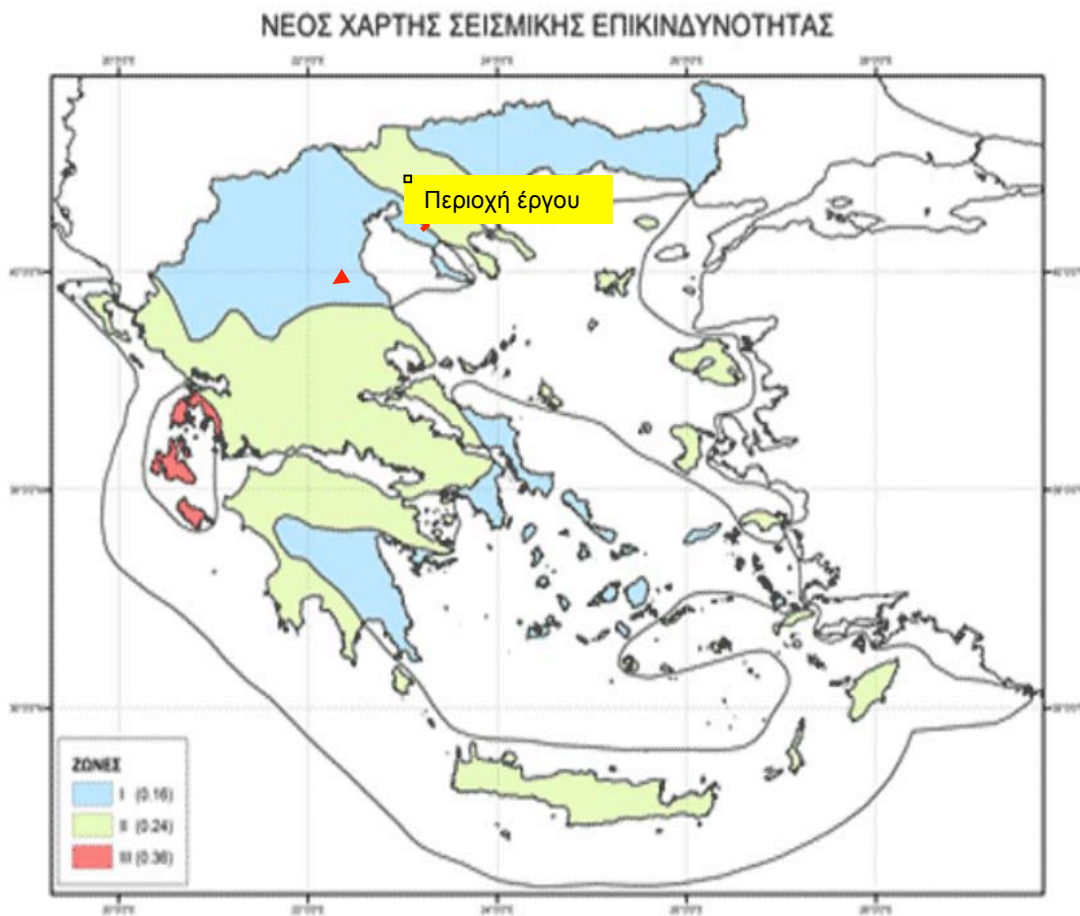 ΝΕΟΣ ΧΑΡΤΗΣ ΣΕΙΣΜΙΚΗΣ ΕΠΙΚΙΝΔΥΝΟΤΗΤΑΣ
Περιοχή έργου
ΖΩΝΕΣ
I (0.16)
II (0.24)
III (0.36)